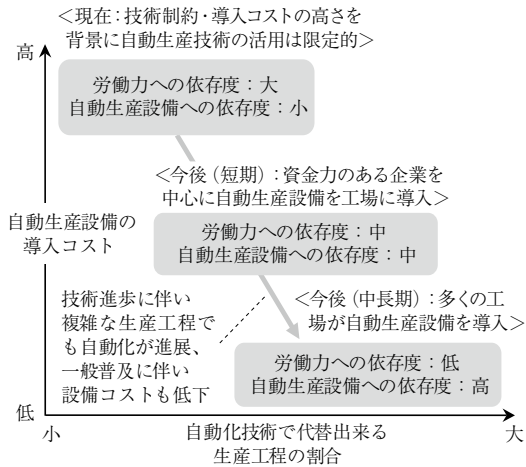 ＜現在：技術制約・導入コストの高さを
背景に自動生産技術の活用は限定的＞
高
労働力への依存度：大
自動生産設備への依存度：小
＜今後（短期）：資金力のある企業を
中心に自動生産設備を工場に導入＞
自動生産設備の
導入コスト
労働力への依存度：中
自動生産設備への依存度：中
技術進歩に伴い
複雑な生産工程で
も自動化が進展、
一般普及に伴い
設備コストも低下
＜今後（中長期）：多くの工
場が自動生産設備を導入＞
労働力への依存度：低
自動生産設備への依存度：高
低
小
自動化技術で代替出来る
生産工程の割合
大